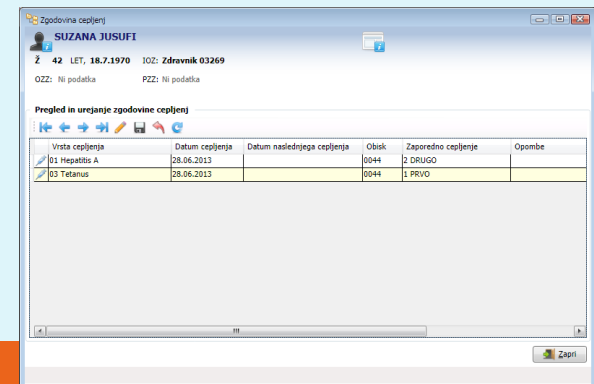 Zgodovina cepljenj
SUZANA JUSUFI
Ž 42 LET, 18.7.1970 IOZ: Zdravnik 03269
OZZ: Ni podatka PZZ: Ni podatka
Pregled in urejanje zgodovine cepljenj
Vrsta cepljenja Datum cepljenja Datum naslednjega cepljenja Obisk Zaporedno cepljenje Opombe
01 Hepatitis A 28.06.2013 0044 2 DRUGO
03 Tetanus 28.06.2013 0044 1 PRVO
Zapri